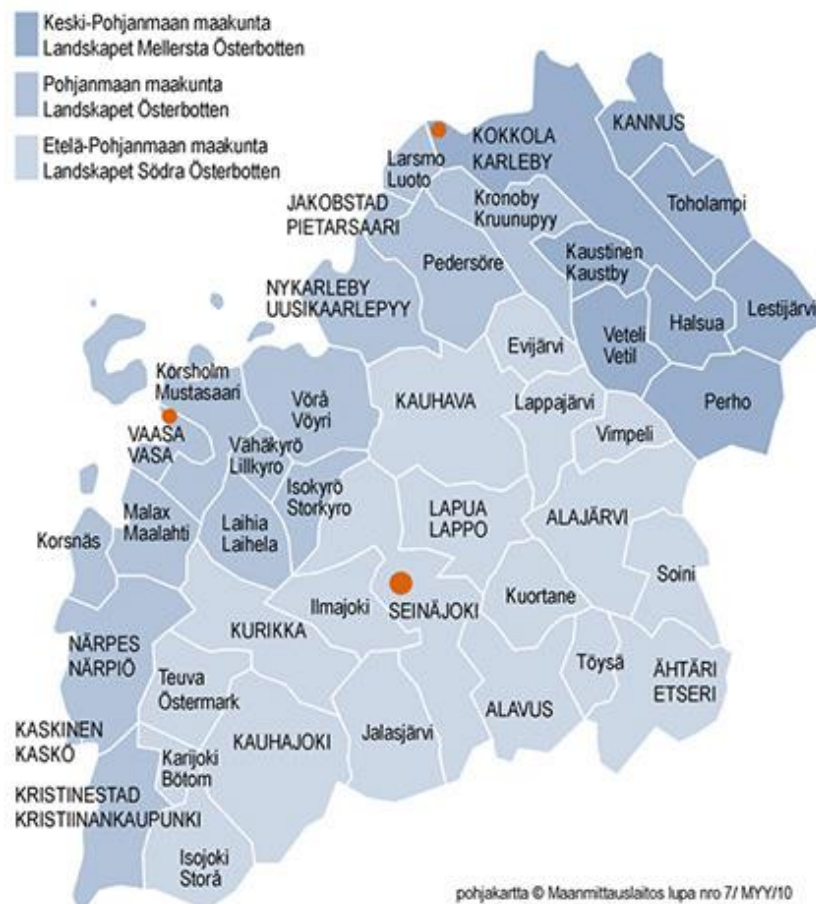 Keski-Pohjanmaan maakunta
Landskapet Mellersta Österbotten
Pohjanmaan maakunta
Landskapet Österbotten
Etelä-Pohjanmaan maakunta
Landskapet Södra Österbotten
KOKKOLA
KARLEBY
KANNUS
Larsmo
Luoto
Kronoby
Kruunupyy
Toholampi
JAKOBSTAD
PIETARSAARI
Pedersöre
Kaustinen
Kaustby
NYKARLEBY
UUSIKAARLEPYY
Evijärvi
Veteli
Vetil
Halsua
Lestijärvi
Korsholm
Mustasaari
Vörå
Vöyri
KAUHAVA
Lappajärvi
Perho
VAASA
VASA
Vähäkyrö
Lillkyro
Vimpeli
Isokyrö
Storkyro
Malax
Maalahti
Laihia
Laihela
LAPUA
LAPPO
ALAJÄRVI
Korsnäs
Soini
Ilmajoki
SEINÄJOKI
Kuortane
KURIKKA
NÄRPES
NÄRPIÖ
Teuva
Östermark
Töysä
ÄHTÄRI
ETSERI
KASKINEN
KASKÖ
Karijoki
Bötom
KAUHAJOKI
Jalasjärvi
ALAVUS
KRISTINESTAD
KRISTIINANKAUPUNKI
Isojoki
Storå
pohjakartta © Maanmittauslaitos lupa nro 7/ MYY/10